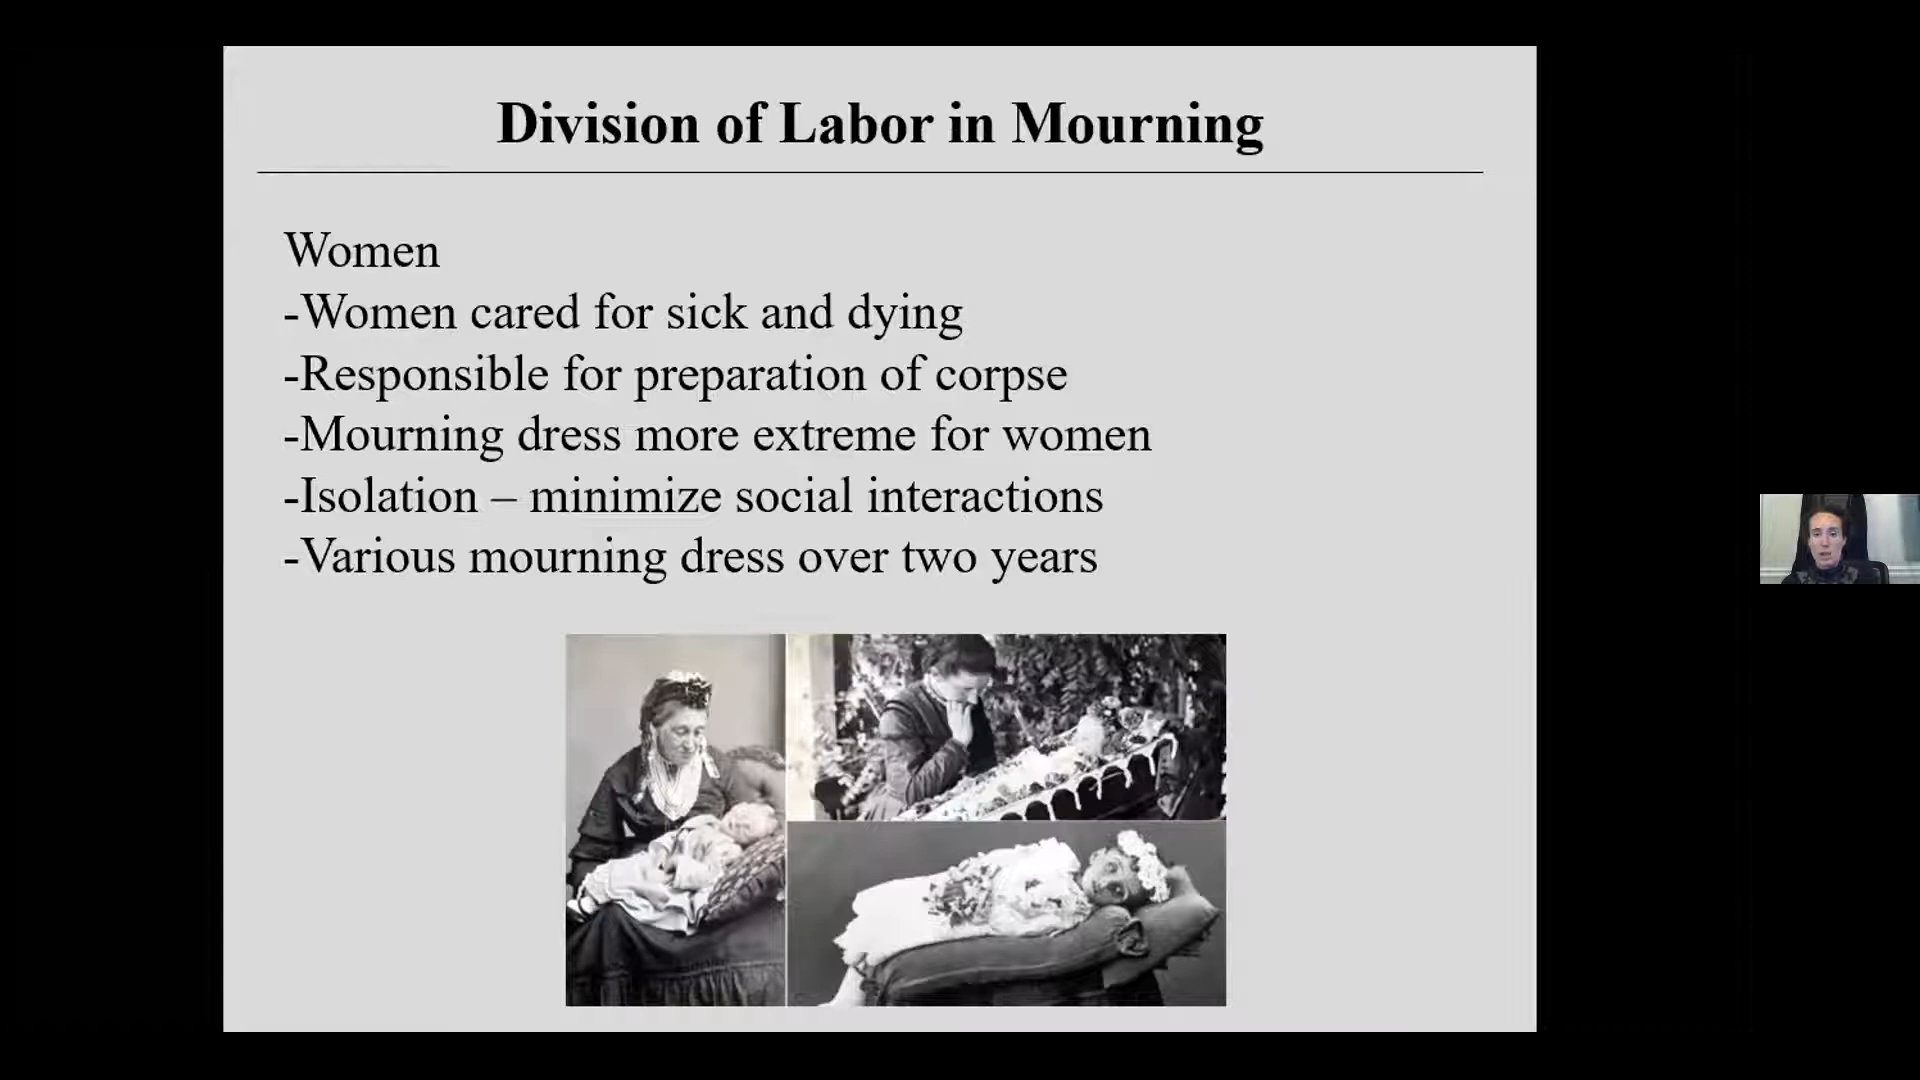 Division of Labor in Mourning
Women
-Women cared for sick and dying
-Responsible for preparation of corpse
-Mourning dress more extreme for women
-Isolation – minimize social interactions
-Various mourning dress over two years